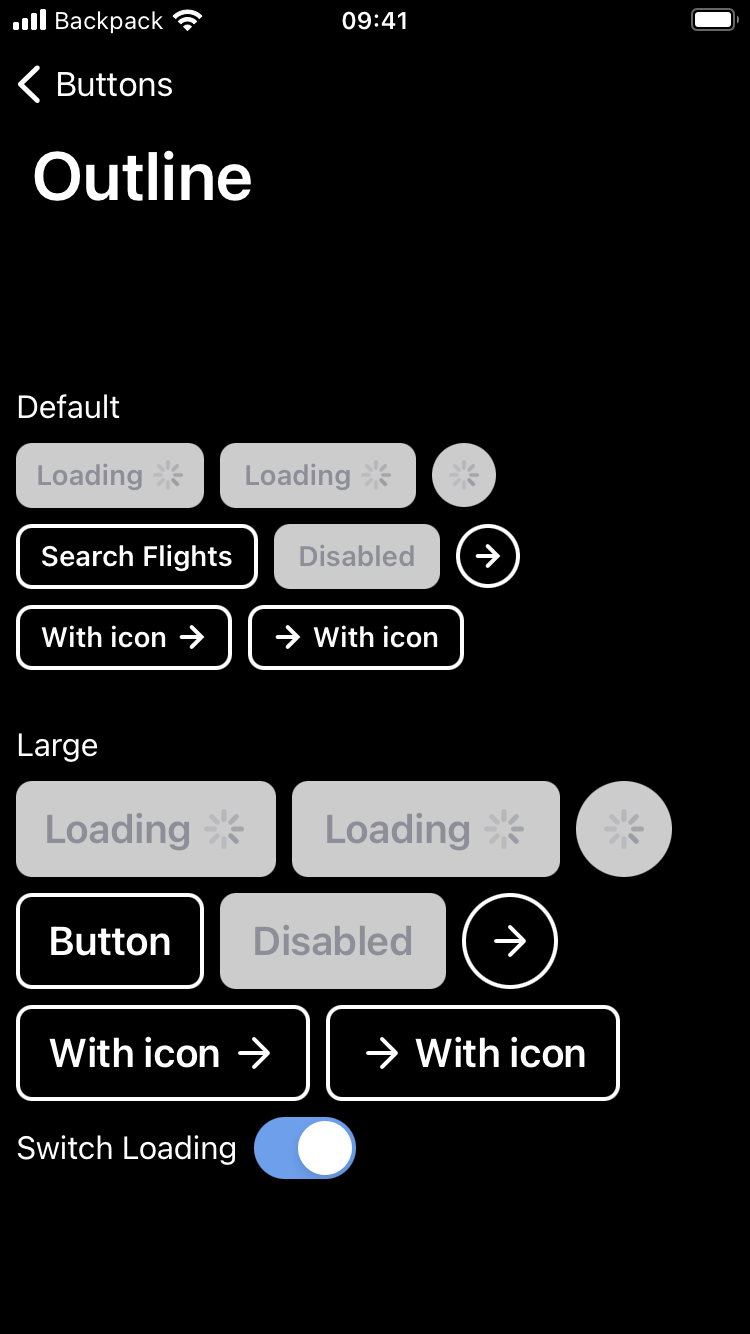 Backpack 09:41
Buttons
Outline
Default
Loading Loading
Search Flights Disabled
With icon With icon
Large
Loading Loading
Button Disabled
With icon With icon
Switch Loading